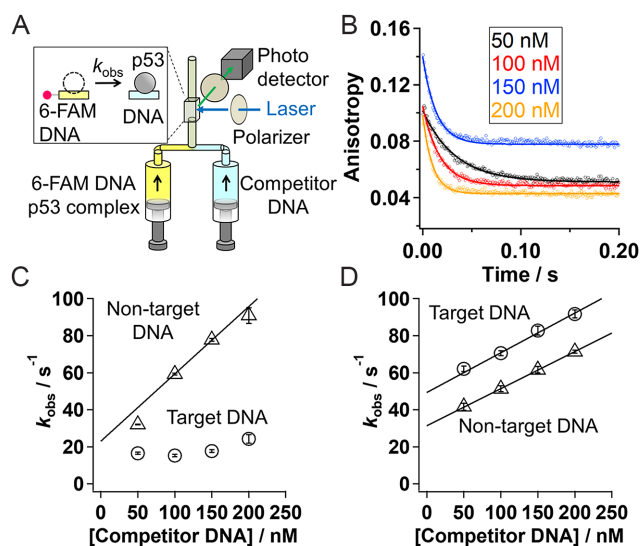 A
k_obs
p53
6-FAM
DNA
DNA
Photo
detector
Laser
Polarizer
6-FAM DNA
p53 complex
Competitor
DNA
B
50 nM
100 nM
150 nM
200 nM
0.16
0.12
0.08
0.04
Anisotropy
0.00
0.10
0.20
Time / s
C
100
80
60
40
20
0
k_obs / s⁻¹
Non-target
DNA
Target
DNA
0
50
100
150
200
250
[Competitor DNA] / nM
D
100
80
60
40
20
0
k_obs / s⁻¹
Target DNA
Non-target DNA
0
50
100
150
200
250
[Competitor DNA] / nM